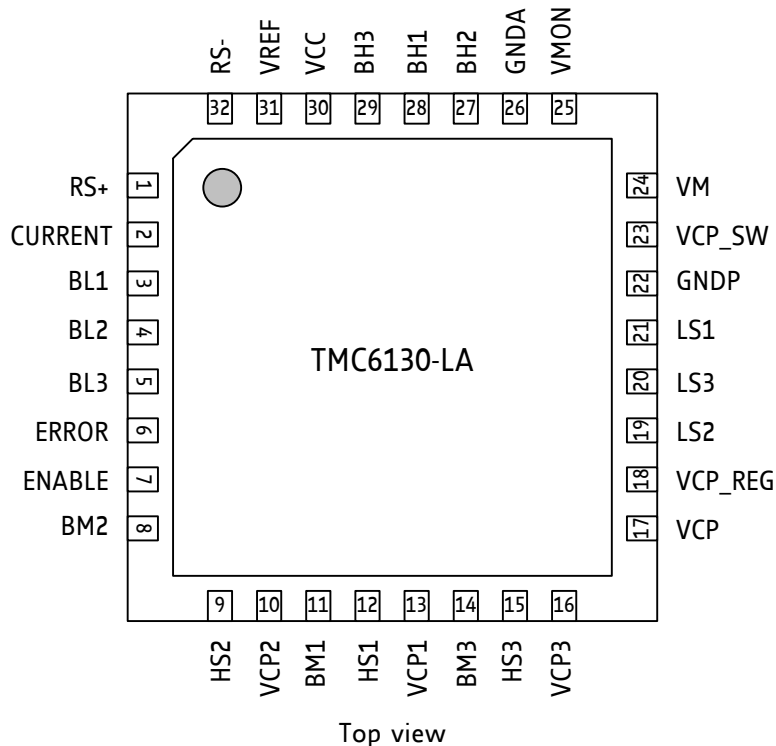 RS-
VREF
VCC
BH3
BH1
BH2
GNDA
VMON
32
31
30
29
28
27
26
25
RS+ 1
CURRENT 2
BL1 3
BL2 4
BL3 5
ERROR 6
ENABLE 7
BM2 8
TMC6130-LA
24 VM
23 VCP_SW
22 GNDP
21 LS1
20 LS3
19 LS2
18 VCP_REG
17 VCP
9
10
11
12
13
14
15
16
HS2
VCP2
BM1
HS1
VCP1
BM3
HS3
VCP3
Top view